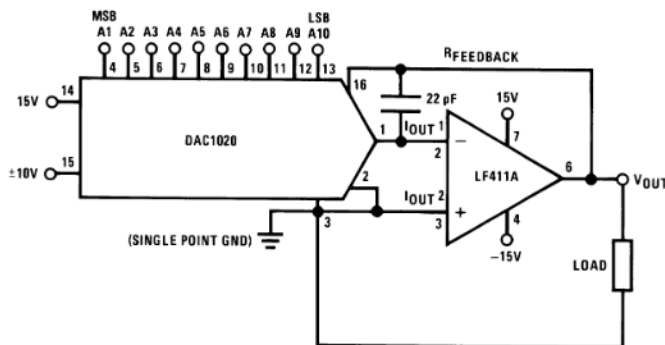 MSB LSB
A1 A2 A3 A4 A5 A6 A7 A8 A9 A10
4 5 6 7 8 9 10 11 12 13
RFEEDBACK
16
22 pF
15V 14
15V
DAC1020
1
IOUT 1
2
7
−
±10V 15
LF411A
6
VOUT
2
IOUT 2
3
+
4
3
(SINGLE POINT GND)
−15V
LOAD